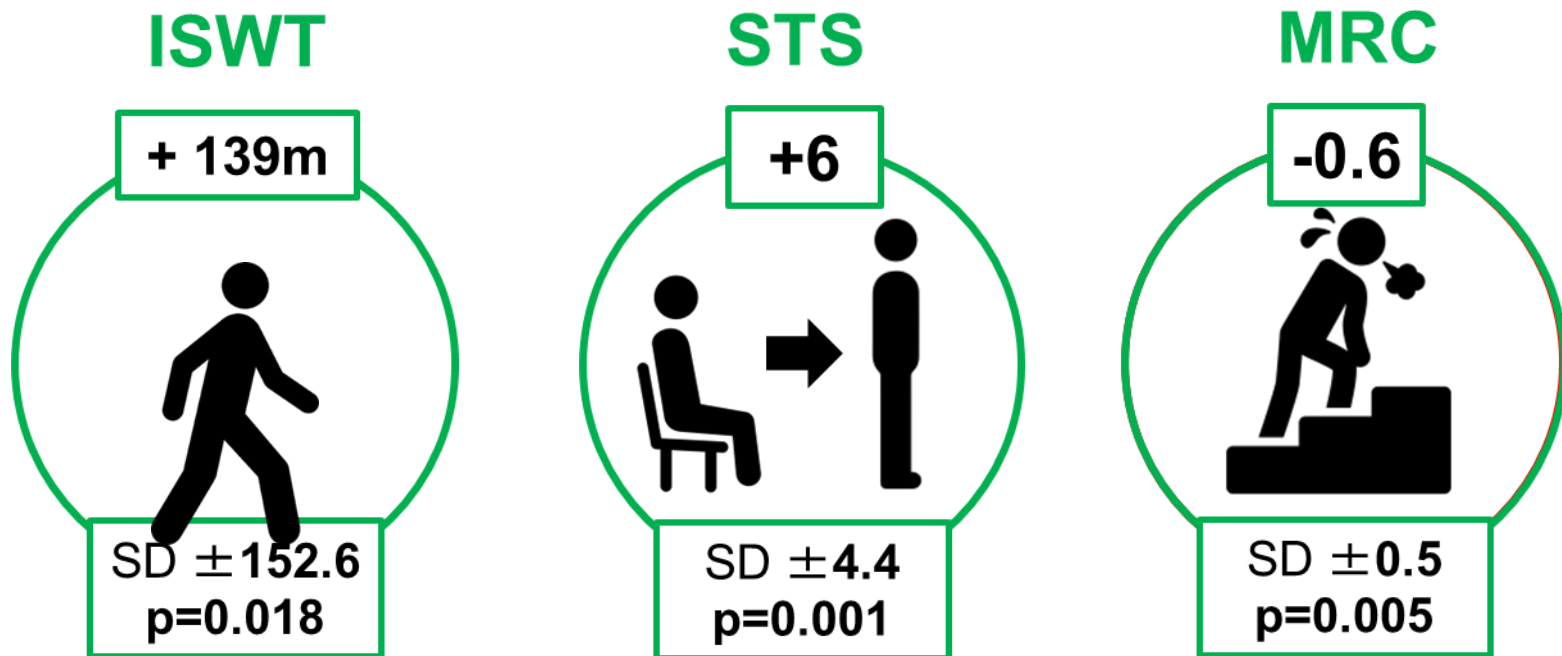 ISWT
+ 139m
SD ±152.6
p=0.018
STS
+6
SD ±4.4
p=0.001
MRC
-0.6
SD ±0.5
p=0.005